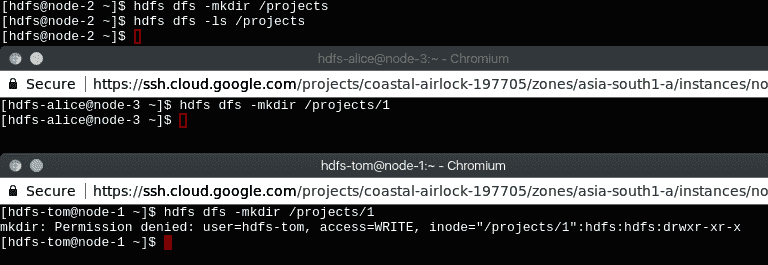 [hdfs@node-2 ~]$ hdfs dfs -mkdir /projects
[hdfs@node-2 ~]$ hdfs dfs -ls /projects
[hdfs@node-2 ~]$
hdfs-alice@node-3:~ - Chromium
Secure | https://ssh.cloud.google.com/projects/coastal-airlock-197705/zones/asia-south1-a/instances/no
[hdfs-alice@node-3 ~]$ hdfs dfs -mkdir /projects/1
[hdfs-alice@node-3 ~]$
hdfs-tom@node-1:~ - Chromium
Secure | https://ssh.cloud.google.com/projects/coastal-airlock-197705/zones/asia-south1-a/instances/no
[hdfs-tom@node-1 ~]$ hdfs dfs -mkdir /projects/1
mkdir: Permission denied: user=hdfs-tom, access=WRITE, inode="/projects/1":hdfs:hdfs:drwxr-xr-x
[hdfs-tom@node-1 ~]$